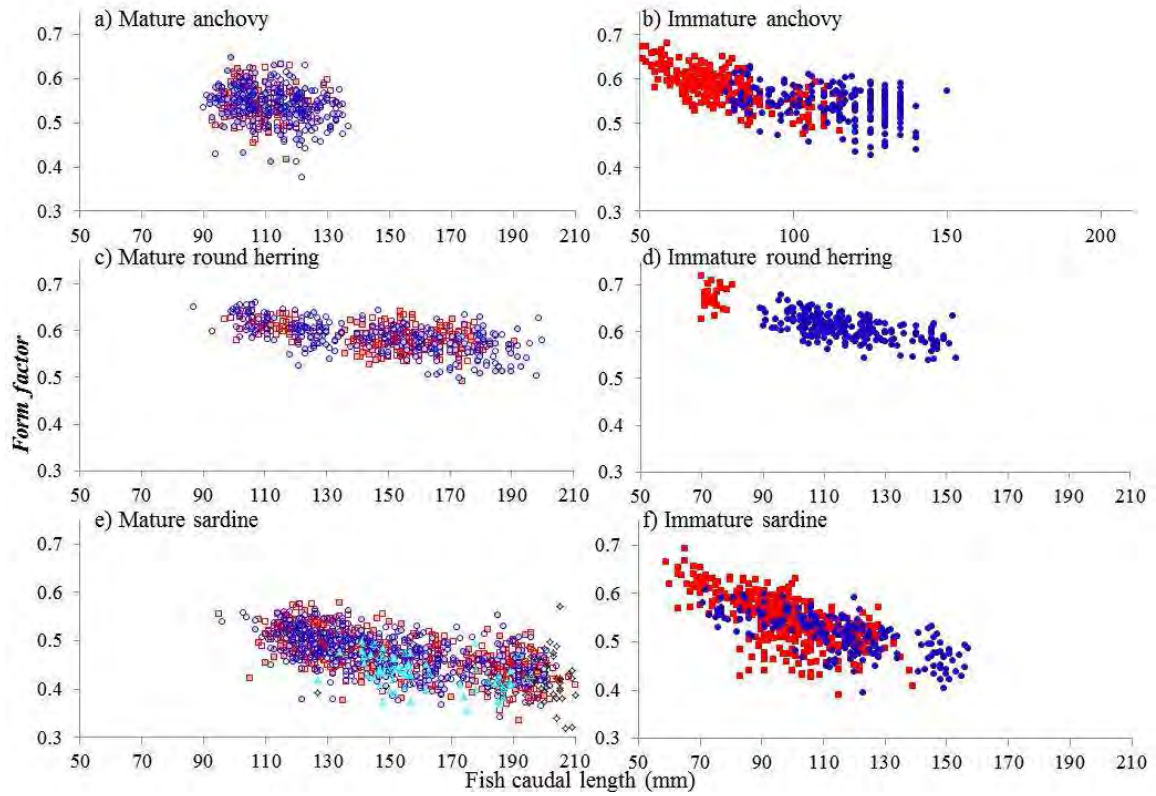 a) Mature anchovy
0.7
0.6
0.5
0.4
0.3
50 70 90 110 130 150 170 190 210
b) Immature anchovy
0.7
0.6
0.5
0.4
0.3
50 100 150 200
c) Mature round herring
0.7
0.6
0.5
0.4
0.3
50 70 90 110 130 150 170 190 210
d) Immature round herring
0.7
0.6
0.5
0.4
0.3
50 70 90 110 130 150 170 190 210
Form factor
e) Mature sardine
0.7
0.6
0.5
0.4
0.3
50 70 90 110 130 150 170 190 210
f) Immature sardine
0.7
0.6
0.5
0.4
0.3
50 70 90 110 130 150 170 190 210
Fish caudal length (mm)